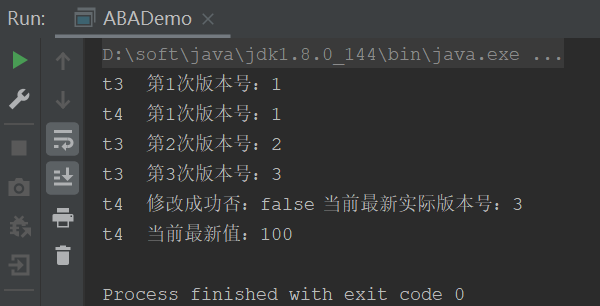 Run: ABADemo ×
D:\soft\java\jdk1.8.0_144\bin\java.exe ...
t3 第1次版本号：1
t4 第1次版本号：1
t3 第2次版本号：2
t3 第3次版本号：3
t4 修改成功否：false 当前最新实际版本号：3
t4 当前最新值：100
Process finished with exit code 0